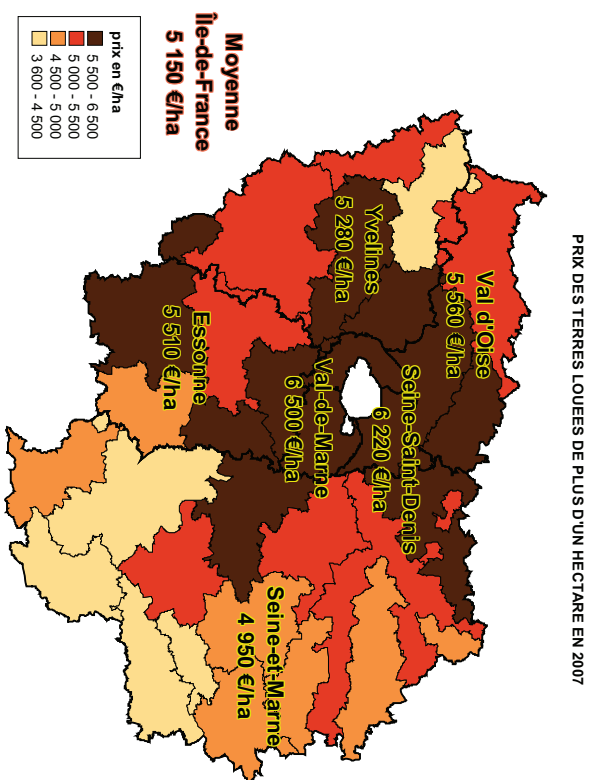 PRIX DES TERRES LOUEES DE PLUS D'UN HECTARE EN 2007
Val d'Oise
5 560 €/ha
Yvelines
5 280 €/ha
Seine-Saint-Denis
6 220 €/ha
Val-de-Marne
6 500 €/ha
Essonne
5 510 €/ha
Seine-et-Marne
4 950 €/ha
Moyenne
Île-de-France
5 150 €/ha
prix en €/ha
5 500 - 6 500
5 000 - 5 500
4 500 - 5 000
3 600 - 4 500